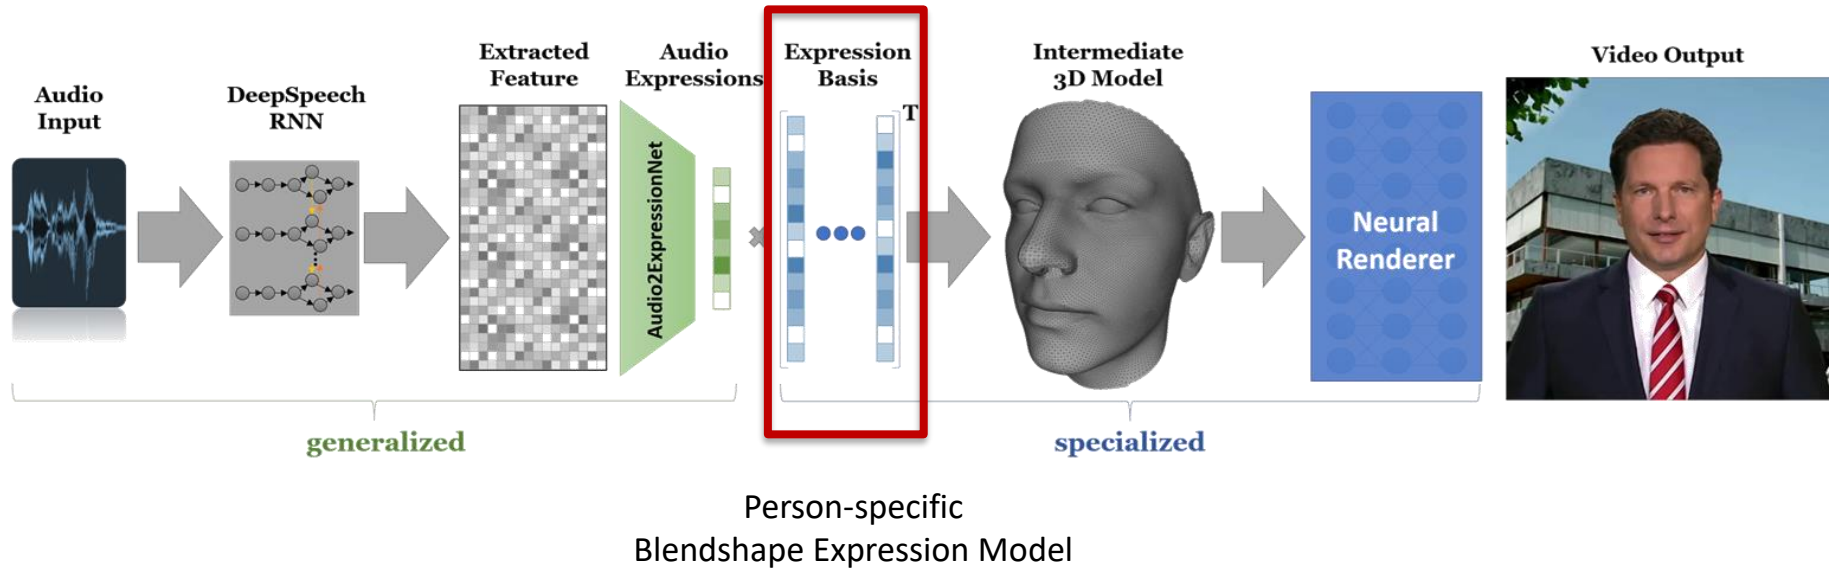 Audio
Input
DeepSpeech
RNN
Extracted
Feature
Audio
Expressions
Audio2ExpressionNet
Expression
Basis
T
Intermediate
3D Model
Neural
Renderer
Video Output
generalized
specialized
Person-specific
Blendshape Expression Model